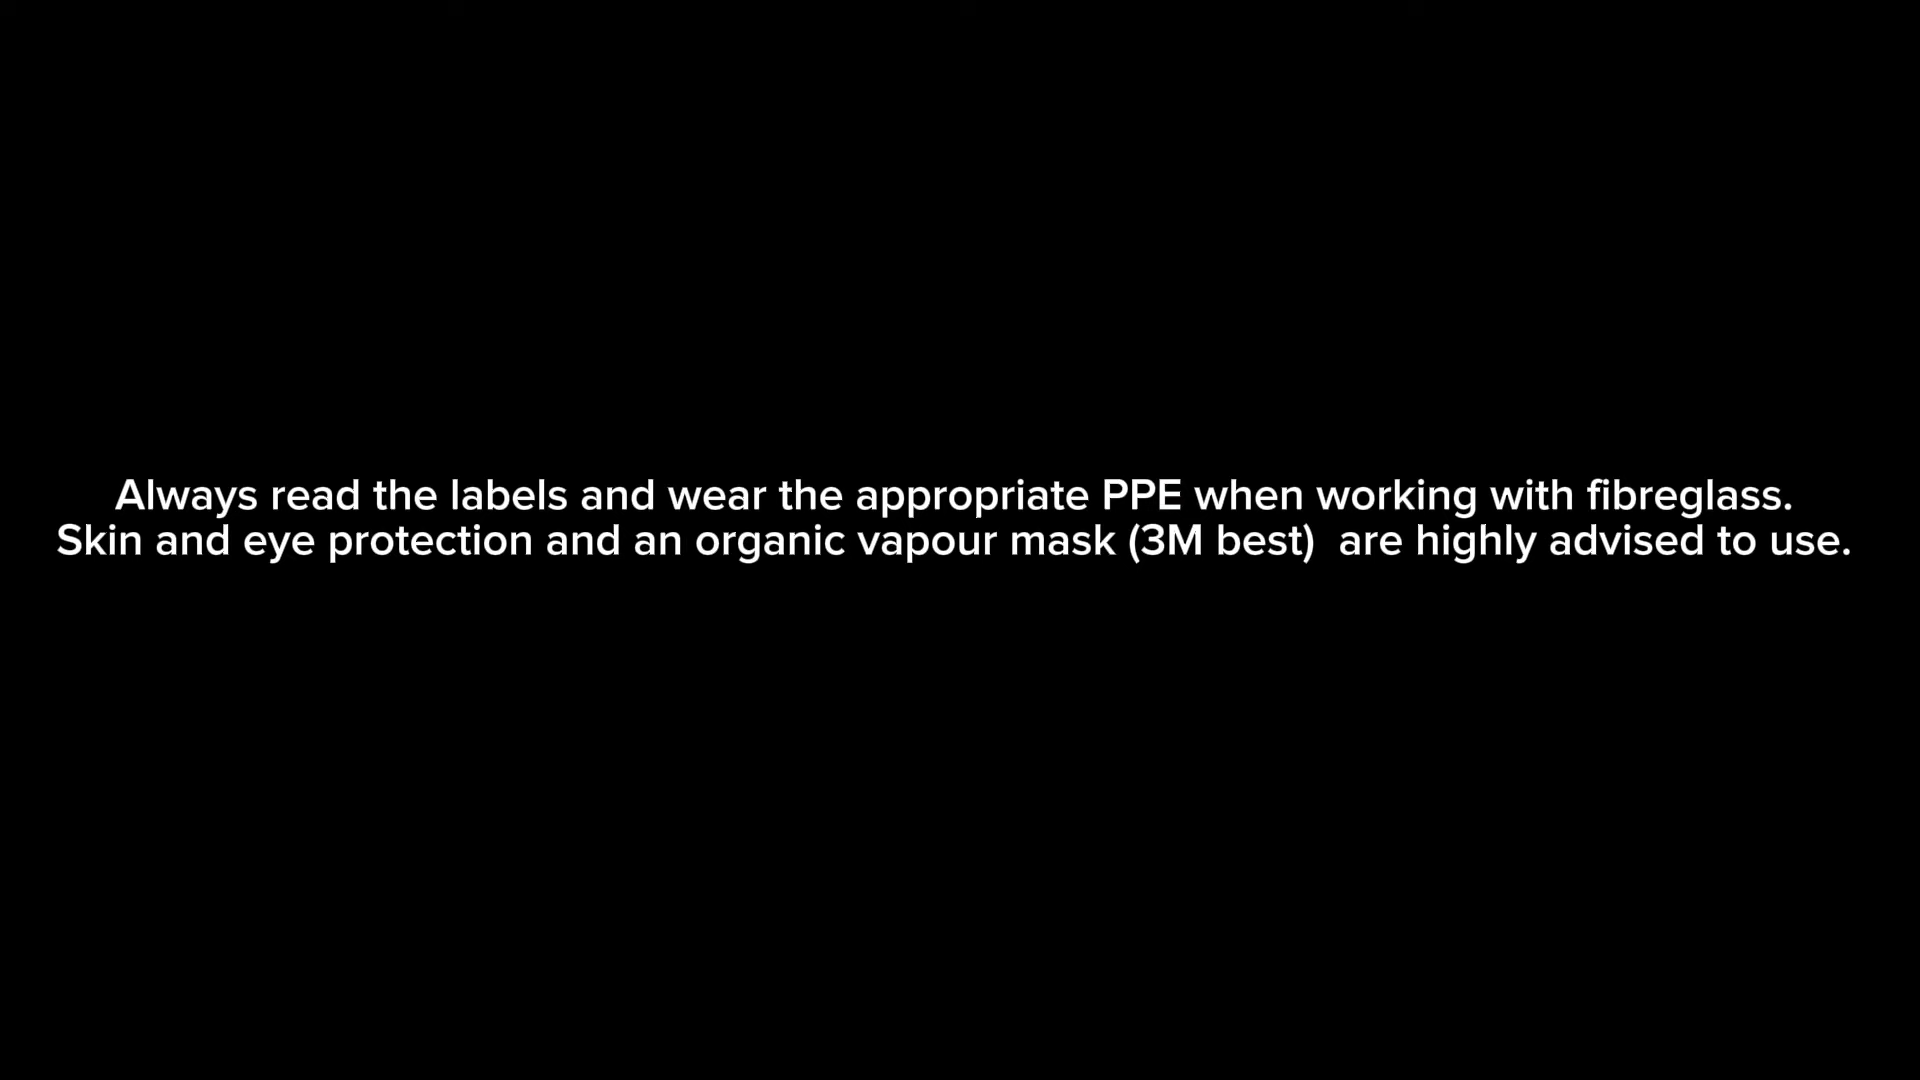 Always read the labels and wear the appropriate PPE when working with fibreglass.
Skin and eye protection and an organic vapour mask (3M best)  are highly advised to use.